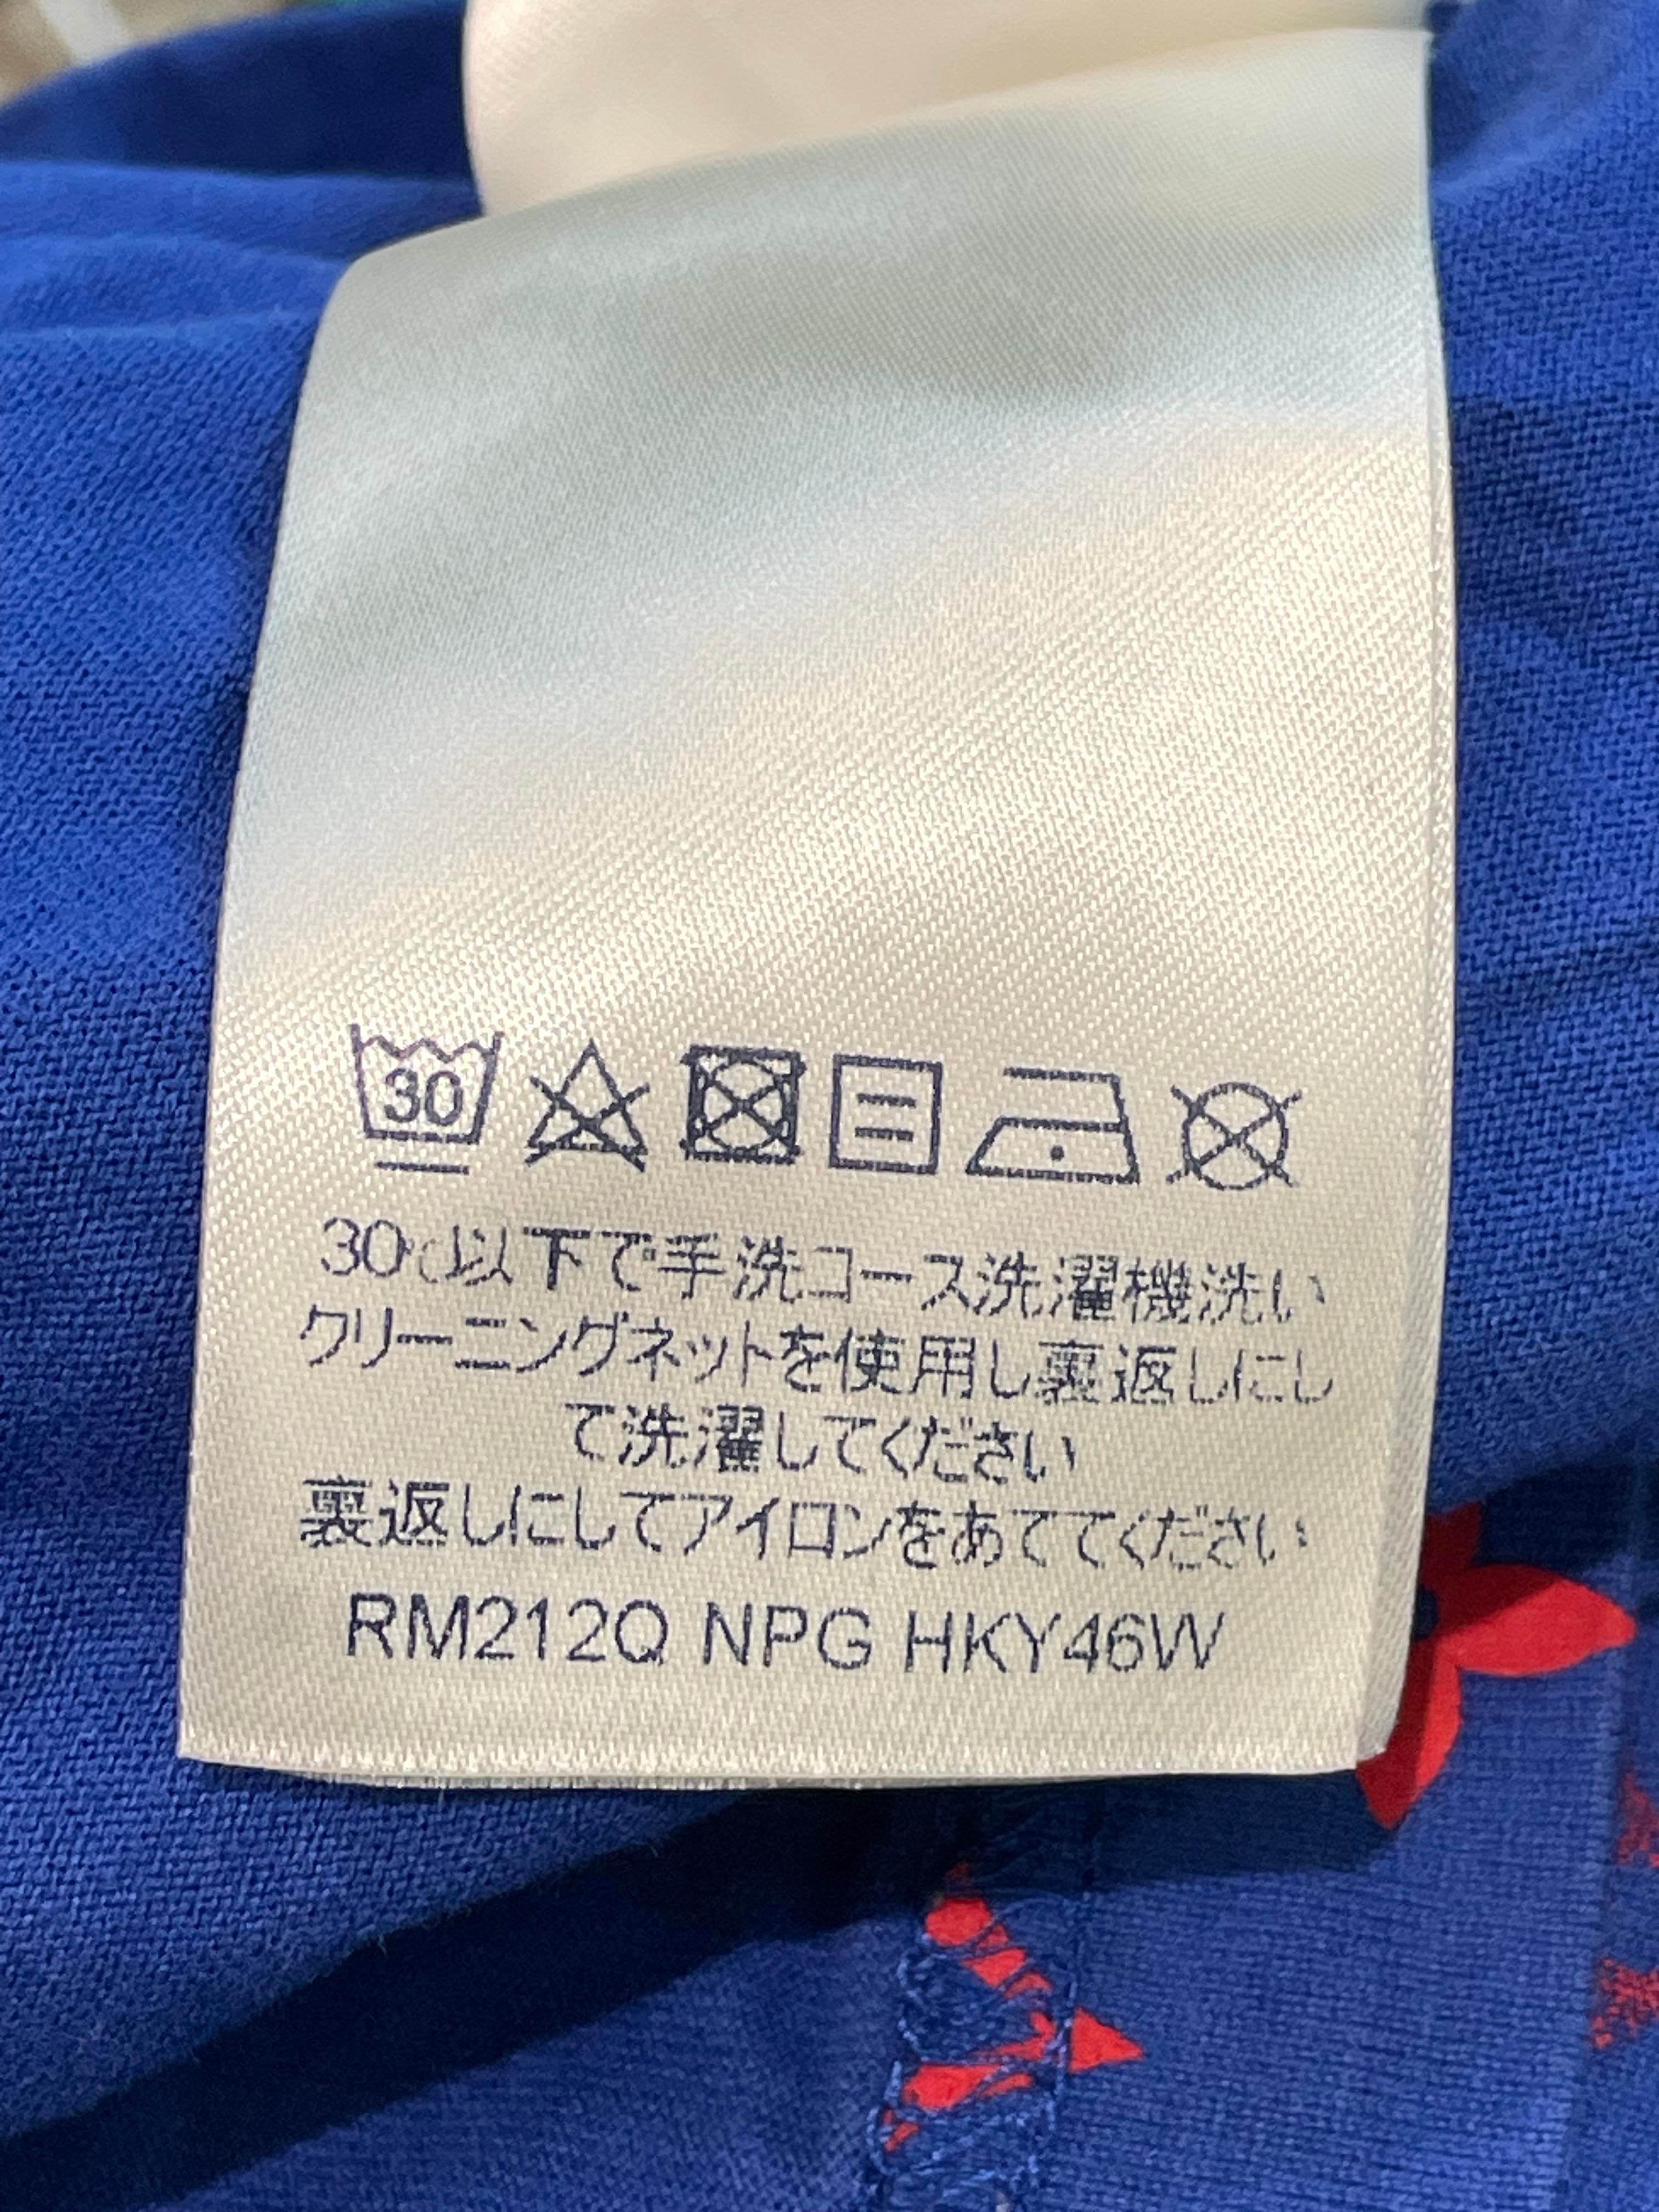 30
30℃以下で手洗コース洗濯機洗い
クリーニングネットを使用し裏返しにし
て洗濯してください
裏返しにしてアイロンをあててください
RM212Q NPG HKY46W